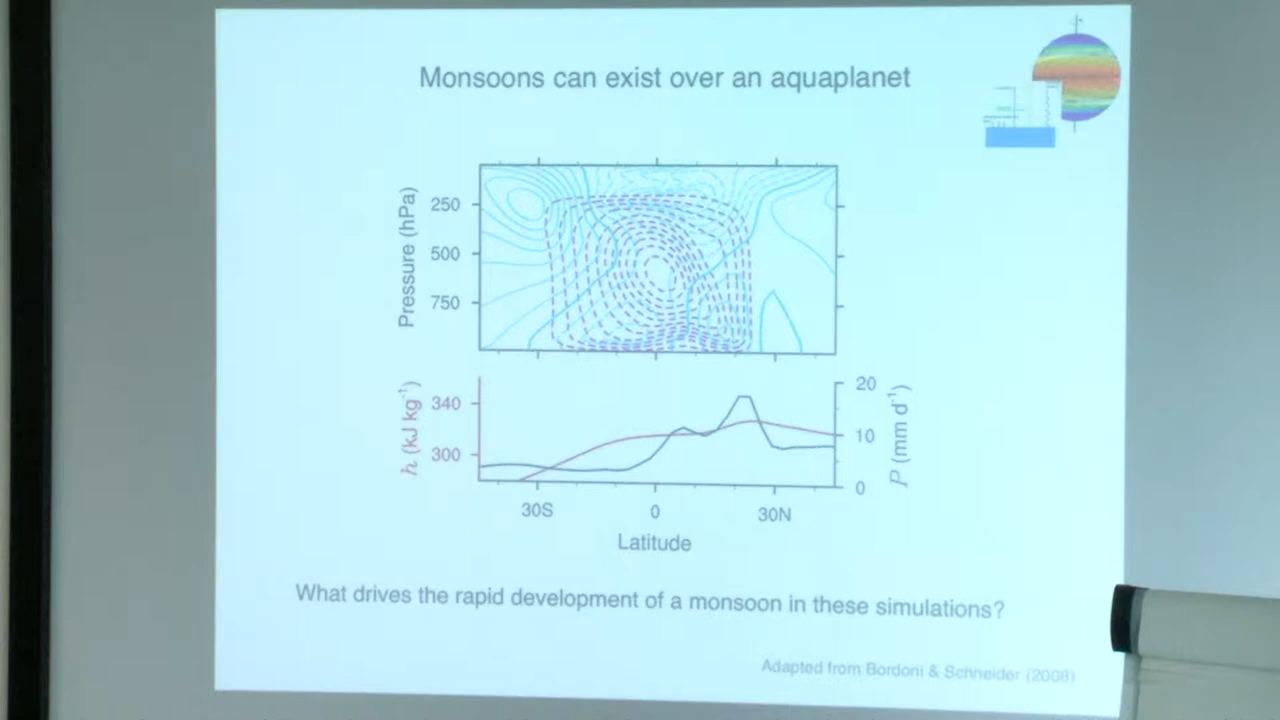 Monsoons can exist over an aquaplanet
Pressure (hPa)
250
500
750
h (kJ kg⁻¹)
340
300
20
10
0
P (mm d⁻¹)
30S 0 30N
Latitude
What drives the rapid development of a monsoon in these simulations?
Adapted from Bordoni & Schneider (2008)